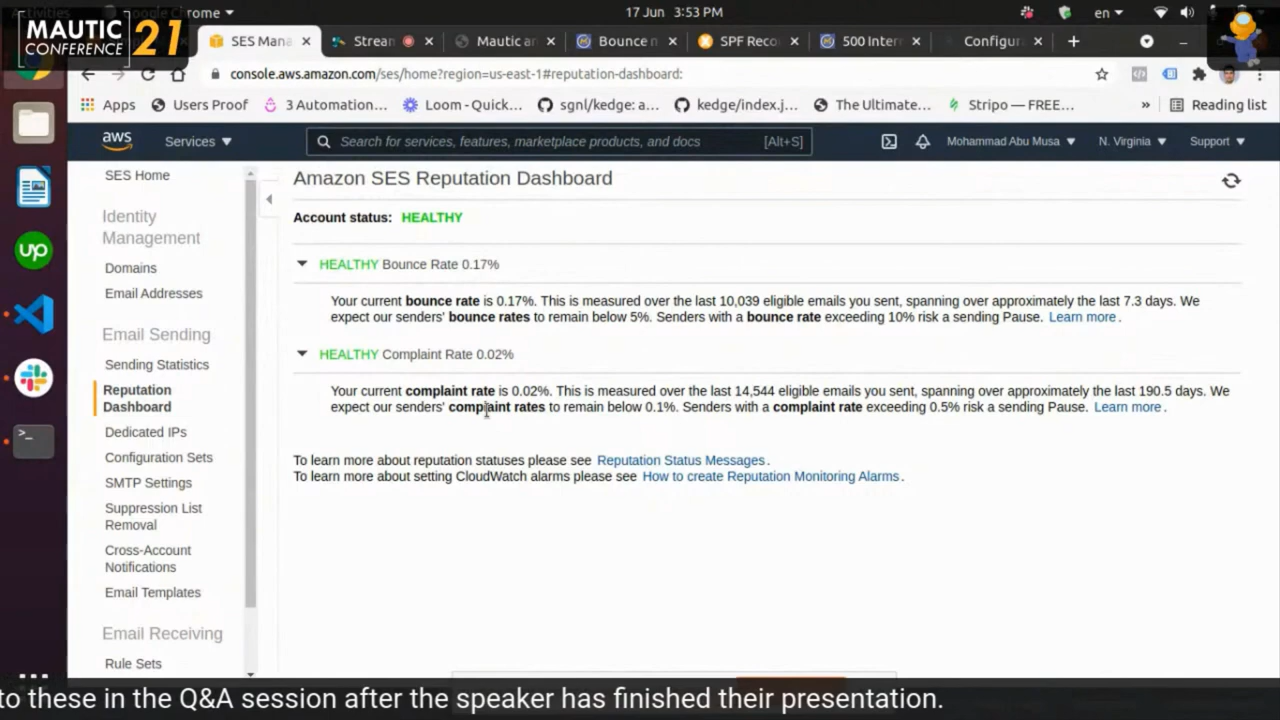 Activities
Google Chrome
17 Jun 3:53 PM
en
MAUTIC
CONFERENCE 21
SES Mana
Stream
Mautic a
Bounce n
SPF Reco
500 Inter
Configur
console.aws.amazon.com/ses/home?region=us-east-1#reputation-dashboard:
Apps
Users Proof
3 Automation...
Loom - Quick...
sgnl/kedge: a...
kedge/index.j...
The Ultimate...
Stripo — FREE...
»
Reading list
aws
Services
Search for services, features, marketplace products, and docs
[Alt+S]
Mohammad Abu Musa
N. Virginia
Support
up
SES Home
Identity
Management
Domains
Email Addresses
Email Sending
Sending Statistics
Reputation
Dashboard
Dedicated IPs
Configuration Sets
SMTP Settings
Suppression List
Removal
Cross-Account
Notifications
Email Templates
Email Receiving
Rule Sets
Amazon SES Reputation Dashboard
Account status: HEALTHY
HEALTHY Bounce Rate 0.17%
Your current bounce rate is 0.17%. This is measured over the last 10,039 eligible emails you sent, spanning over approximately the last 7.3 days. We
expect our senders' bounce rates to remain below 5%. Senders with a bounce rate exceeding 10% risk a sending Pause. Learn more.
HEALTHY Complaint Rate 0.02%
Your current complaint rate is 0.02%. This is measured over the last 14,544 eligible emails you sent, spanning over approximately the last 190.5 days. We
expect our senders' complaint rates to remain below 0.1%. Senders with a complaint rate exceeding 0.5% risk a sending Pause. Learn more.
To learn more about reputation statuses please see Reputation Status Messages.
To learn more about setting CloudWatch alarms please see How to create Reputation Monitoring Alarms.
to these in the Q&A session after the speaker has finished their presentation.